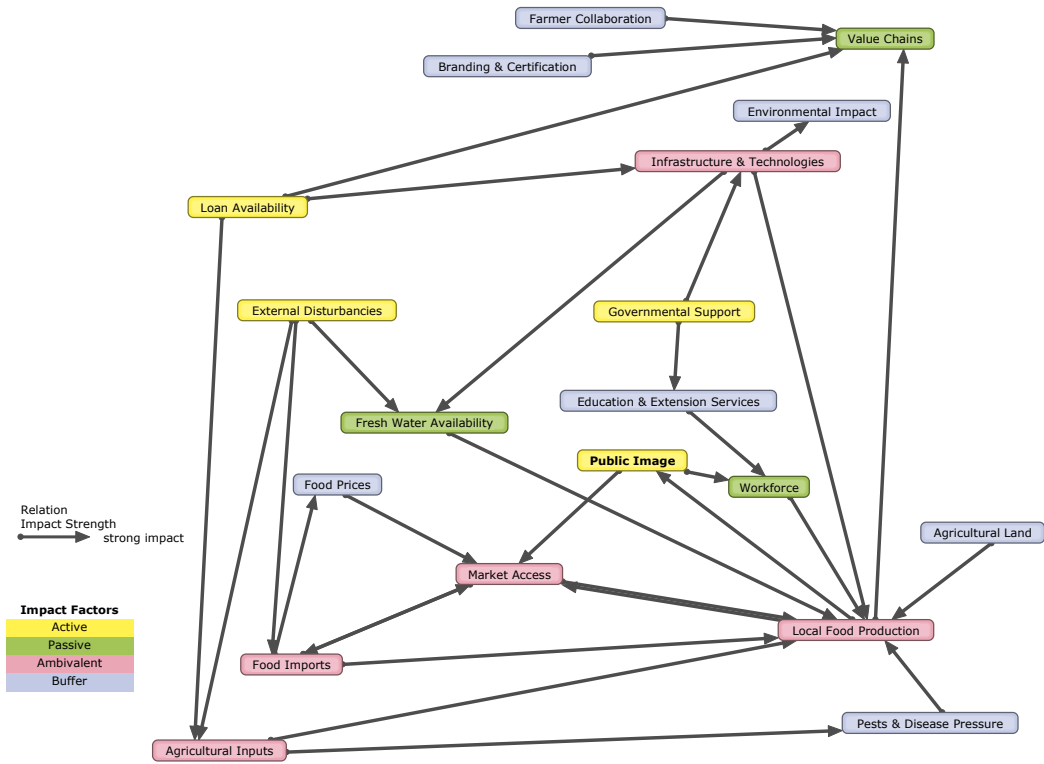 Farmer Collaboration
Value Chains
Branding & Certification
Environmental Impact
Infrastructure & Technologies
Loan Availability
External Disturbancies
Governmental Support
Education & Extension Services
Fresh Water Availability
Public Image
Food Prices
Workforce
Relation
Impact Strength
strong impact
Agricultural Land
Market Access
Impact Factors
Active
Passive
Ambivalent
Buffer
Local Food Production
Food Imports
Pests & Disease Pressure
Agricultural Inputs